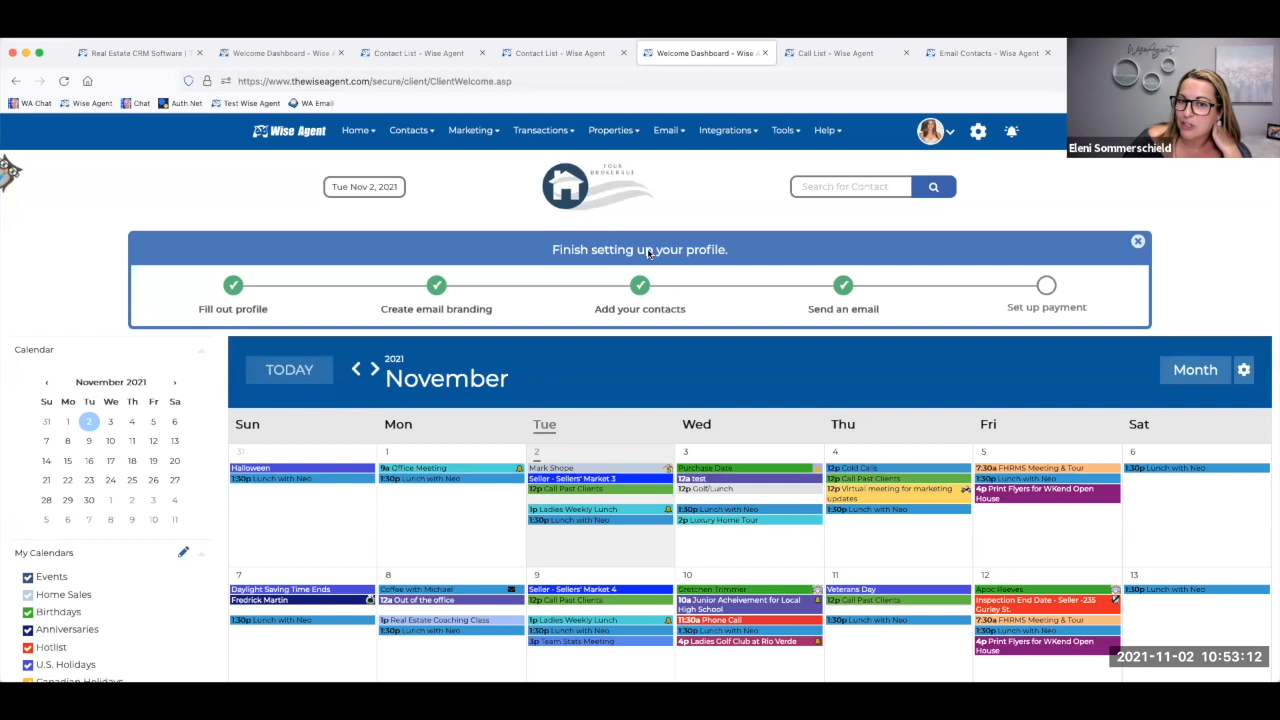 Real Estate CRM Software | T
Welcome Dashboard - Wise A
Contact List - Wise Agent
Contact List - Wise Agent
Welcome Dashboard - Wise A
Call List - Wise Agent
Email Contacts - Wise Agent
https://www.thewiseagent.com/secure/client/ClientWelcome.asp
WA Chat
Wise Agent
Chat
Auth.Net
Test Wise Agent
WA Email
WiseAgent
Eleni Sommerschield
Wise Agent
Home
Contacts
Marketing
Transactions
Properties
Email
Integrations
Tools
Help
Tue Nov 2, 2021
YOUR
BROKERAGE
Search for Contact
Finish setting up your profile.
Fill out profile
Create email branding
Add your contacts
Send an email
Set up payment
Calendar
November 2021
Su Mo Tu We Th Fr Sa
31 1 2 3 4 5 6
7 8 9 10 11 12 13
14 15 16 17 18 19 20
21 22 23 24 25 26 27
28 29 30 1 2 3 4
5 6 7 8 9 10 11
My Calendars
Events
Home Sales
Birthdays
Anniversaries
Hotlist
U.S. Holidays
Canadian Holidays
TODAY
2021
November
Month
Sun Mon Tue Wed Thu Fri Sat
31
Halloween
1:30p Lunch with Neo
1
9a Office Meeting
1:30p Lunch with Neo
2
Mark Shope
Seller - Sellers' Market 3
12p Call Past Clients
1p Ladies Weekly Lunch
1:30p Lunch with Neo
3
Purchase Date
12a test
12p Golf/Lunch
1:30p Lunch with Neo
2p Luxury Home Tour
4
12p Cold Calls
12p Call Past Clients
12p Virtual meeting for marketing
updates
1:30p Lunch with Neo
5
7:30a FHRMS Meeting & Tour
1:30p Lunch with Neo
4p Print Flyers for WKend Open
House
6
1:30p Lunch with Neo
7
Daylight Saving Time Ends
Fredrick Martin
1:30p Lunch with Neo
8
Coffee with Michael
12a Out of the office
1p Real Estate Coaching Class
1:30p Lunch with Neo
9
Seller - Sellers' Market 4
12p Call Past Clients
1p Ladies Weekly Lunch
1:30p Lunch with Neo
3p Team Stats Meeting
10
Gretchen Trimmer
10a Junior Acheivement for Local
High School
11:30a Phone Call
1:30p Lunch with Neo
4p Ladies Golf Club at Rio Verde
11
Veterans Day
12p Call Past Clients
1:30p Lunch with Neo
12
Apoc Reeves
Inspection End Date - Seller -235
Gurley St.
7:30a FHRMS Meeting & Tour
1:30p Lunch with Neo
4p Print Flyers for WKend Open
House
13
1:30p Lunch with Neo
2021-11-02 10:53:12